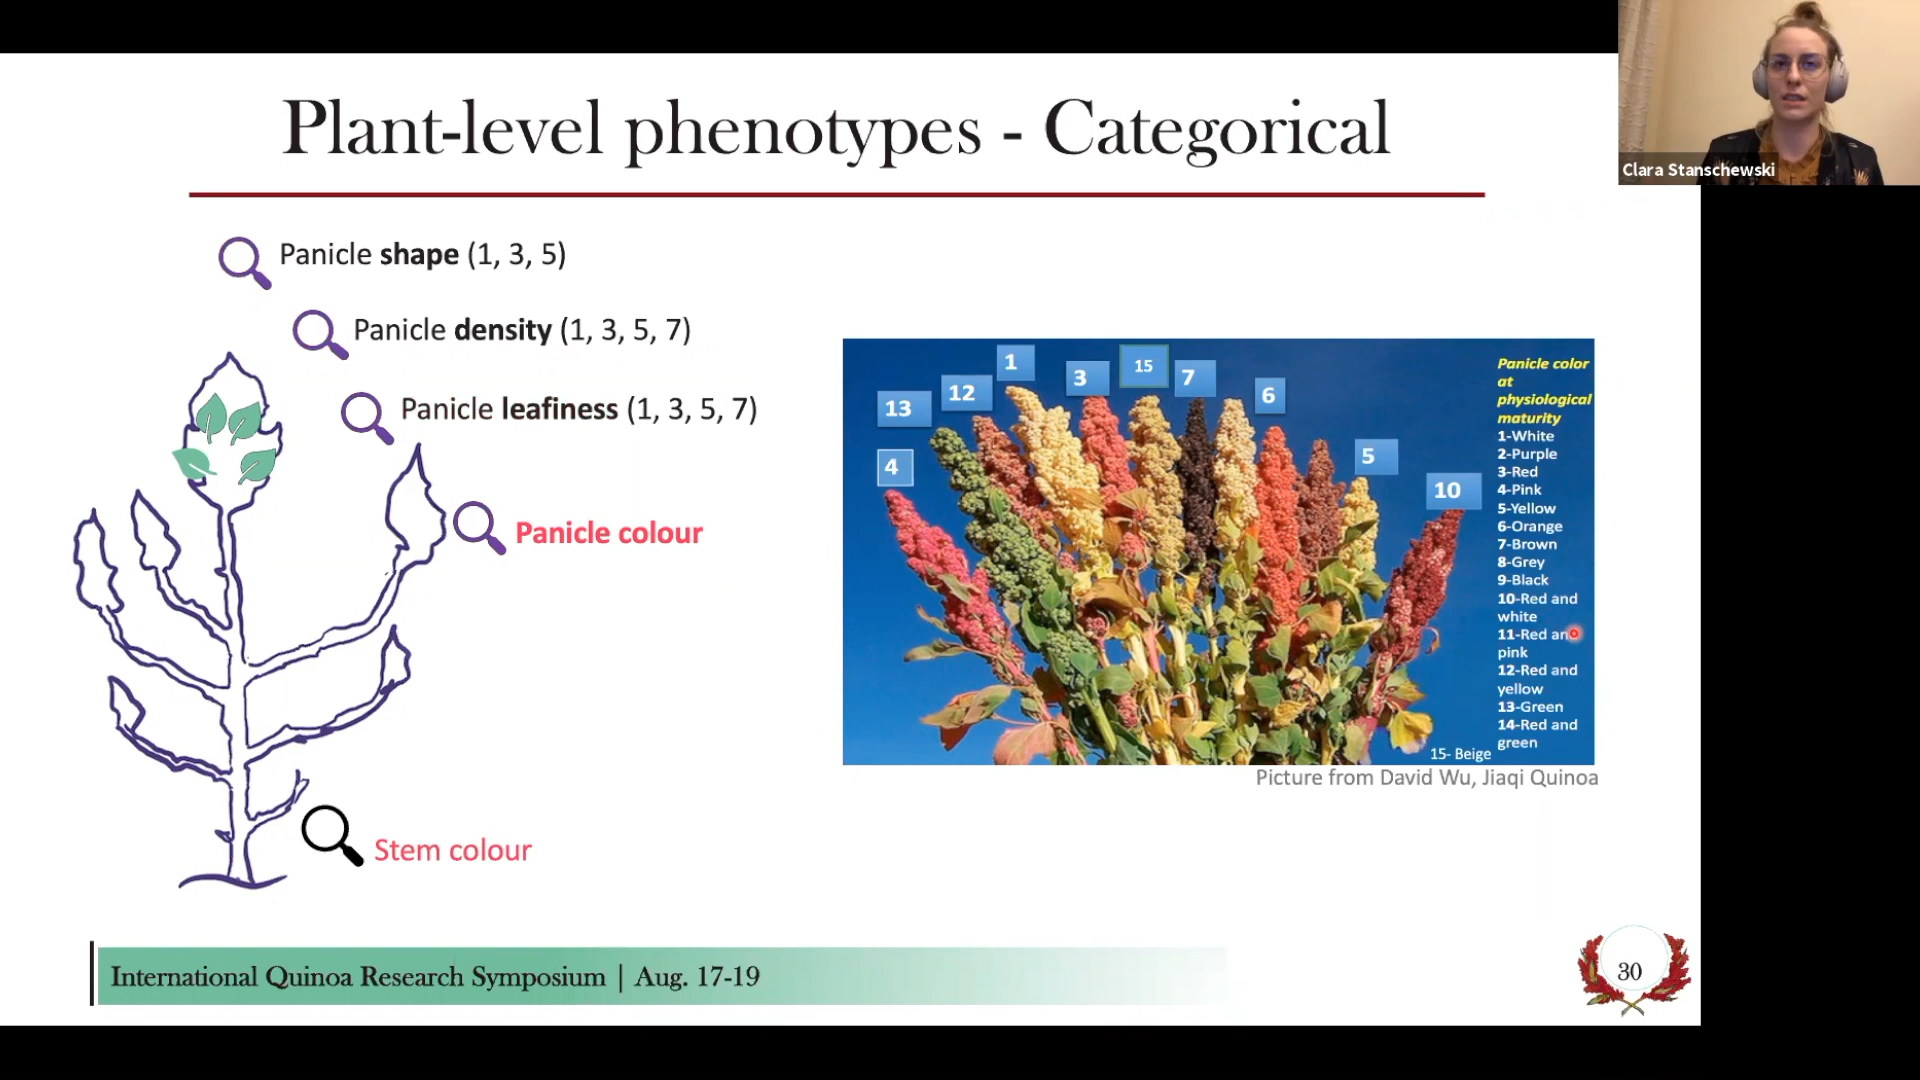 Plant-level phenotypes - Categorical
Clara Stanschewski
Panicle shape (1, 3, 5)
Panicle density (1, 3, 5, 7)
Panicle leafiness (1, 3, 5, 7)
Panicle colour
Stem colour
1
3
15
7
12
6
13
4
5
10
Panicle color
at
physiological
maturity
1-White
2-Purple
3-Red
4-Pink
5-Yellow
6-Orange
7-Brown
8-Grey
9-Black
10-Red and
white
11-Red and
pink
12-Red and
yellow
13-Green
14-Red and
green
15- Beige
Picture from David Wu, Jiaqi Quinoa
International Quinoa Research Symposium | Aug. 17-19
30